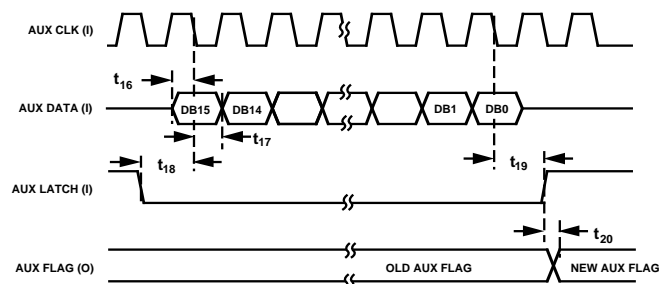 AUX CLK (I)
t16
AUX DATA (I)
DB15
DB14
DB1
DB0
t17
t18
t19
AUX LATCH (I)
t20
AUX FLAG (O)
OLD AUX FLAG
NEW AUX FLAG